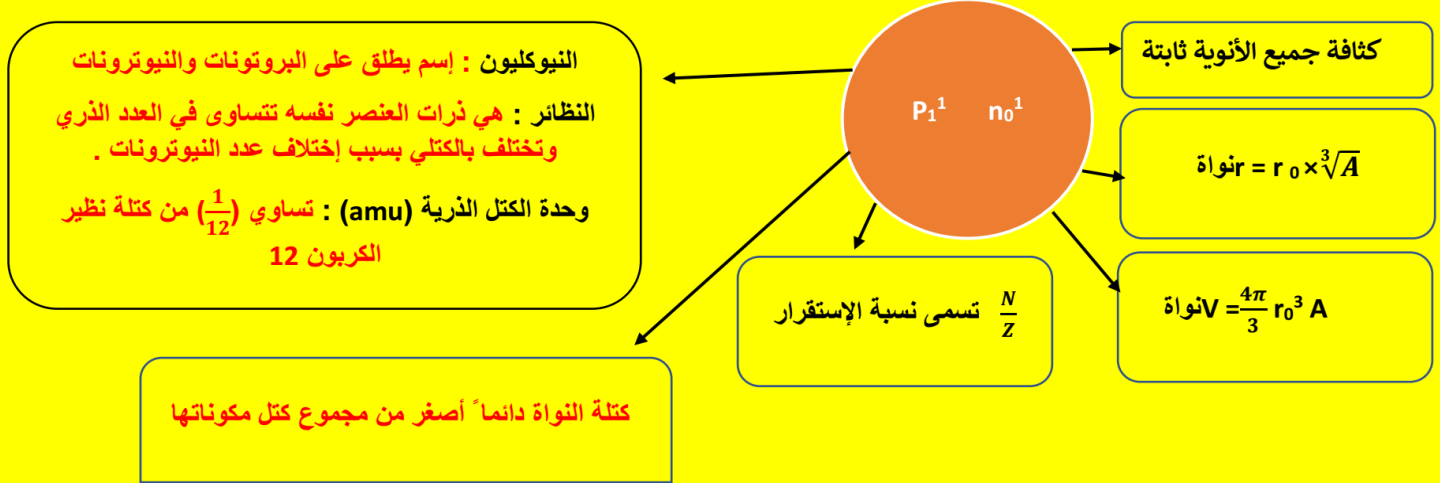 النيوكليون : إسم يطلق على البروتونات والنيوترونات
النظائر : هي ذرات العنصر نفسه تتساوى في العدد الذري
وتختلف بالكتلي بسبب إختلاف عدد النيوترونات .
وحدة الكتل الذرية (amu) : تساوي (1/12) من كتلة نظير
الكربون 12
P₁¹ n₀¹
كثافة جميع الأنوية ثابتة
نواةr = r ₀ ×∛A
نواةV =4π/3 r₀³ A
N/Z تسمى نسبة الإستقرار
كتلة النواة دائماً أصغر من مجموع كتل مكوناتها